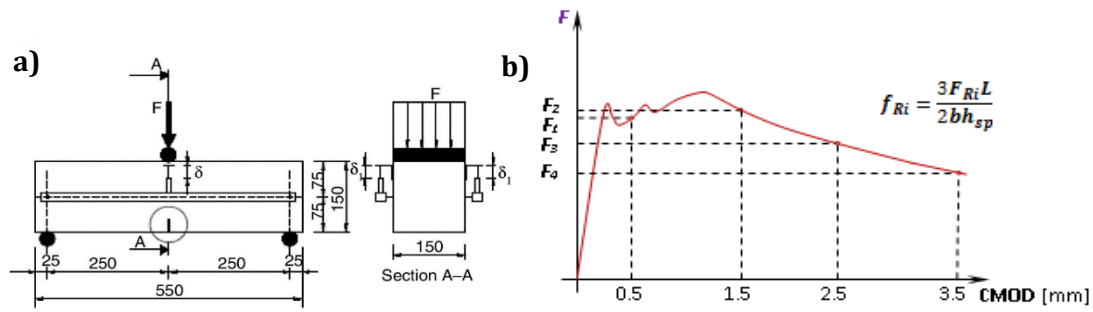 a)
A
F
δ
75
75
150
A
25
250
250
25
550
F
δ₁
δ₁
150
Section A–A
b)
F
F2
F1
F3
F4
0.5
1.5
2.5
3.5
CMOD [mm]
fRi = 3FRiL / 2bhsp